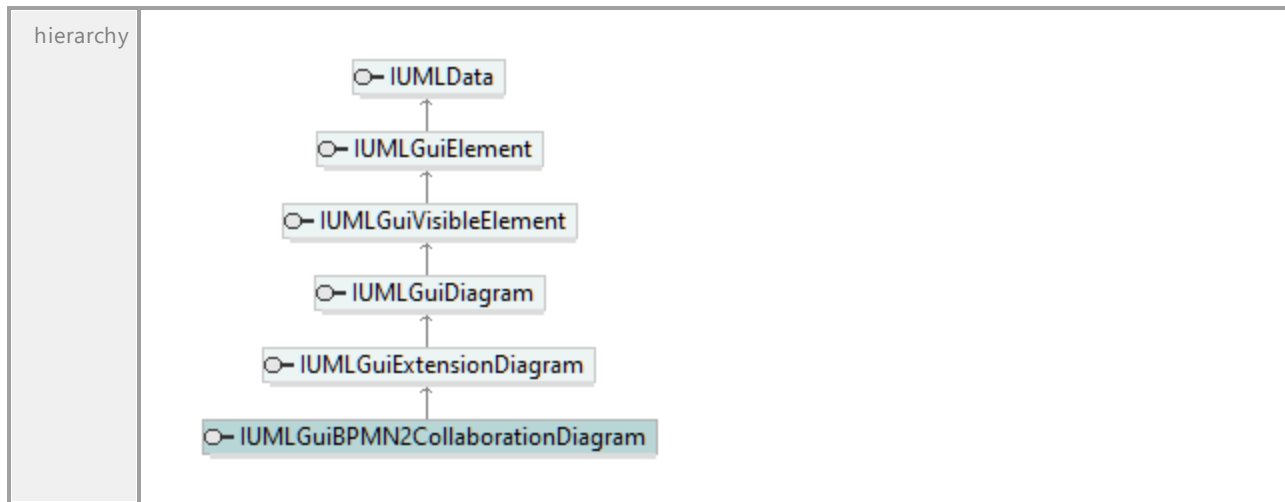 hierarchy
IUMLData
IUMLGuiElement
IUMLGuiVisibleElement
IUMLGuiDiagram
IUMLGuiExtensionDiagram
IUMLGuiBPMN2CollaborationDiagram